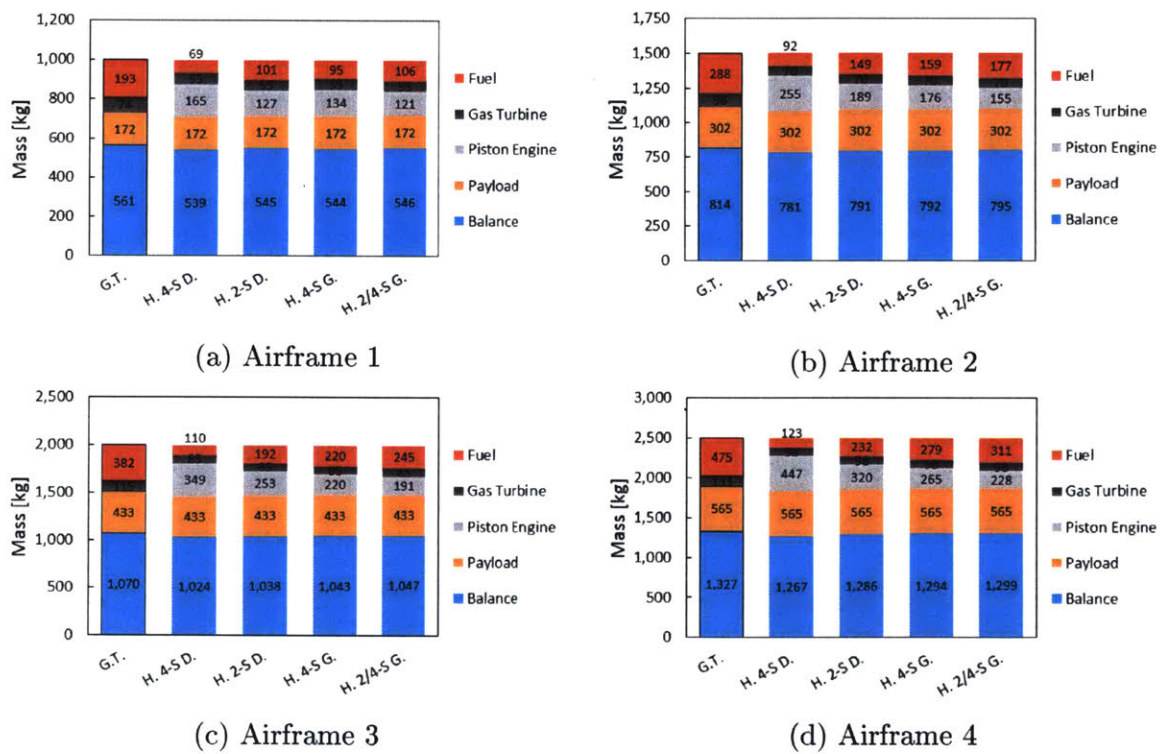 1,200
1,000
800
600
400
200
0
Mass [kg]
193
74
172
561
69
165
172
539
101
127
172
545
95
134
172
544
106
121
172
546
G.T.
H. 4-S D.
H. 2-S D.
H. 4-S G.
H. 2/4-S G.
Fuel
Gas Turbine
Piston Engine
Payload
Balance
(a) Airframe 1
1,750
1,500
1,250
1,000
750
500
250
0
Mass [kg]
288
302
814
92
255
302
781
149
189
302
791
159
176
302
792
177
155
302
795
G.T.
H. 4-S D.
H. 2-S D.
H. 4-S G.
H. 2/4-S G.
Fuel
Gas Turbine
Piston Engine
Payload
Balance
(b) Airframe 2
2,500
2,000
1,500
1,000
500
0
Mass [kg]
382
433
1,070
110
349
433
1,024
192
253
433
1,038
220
220
433
1,043
245
191
433
1,047
G.T.
H. 4-S D.
H. 2-S D.
H. 4-S G.
H. 2/4-S G.
Fuel
Gas Turbine
Piston Engine
Payload
Balance
(c) Airframe 3
3,000
2,500
2,000
1,500
1,000
500
0
Mass [kg]
475
565
1,327
123
447
565
1,267
232
320
565
1,286
279
265
565
1,294
311
228
565
1,299
G.T.
H. 4-S D.
H. 2-S D.
H. 4-S G.
H. 2/4-S G.
Fuel
Gas Turbine
Piston Engine
Payload
Balance
(d) Airframe 4